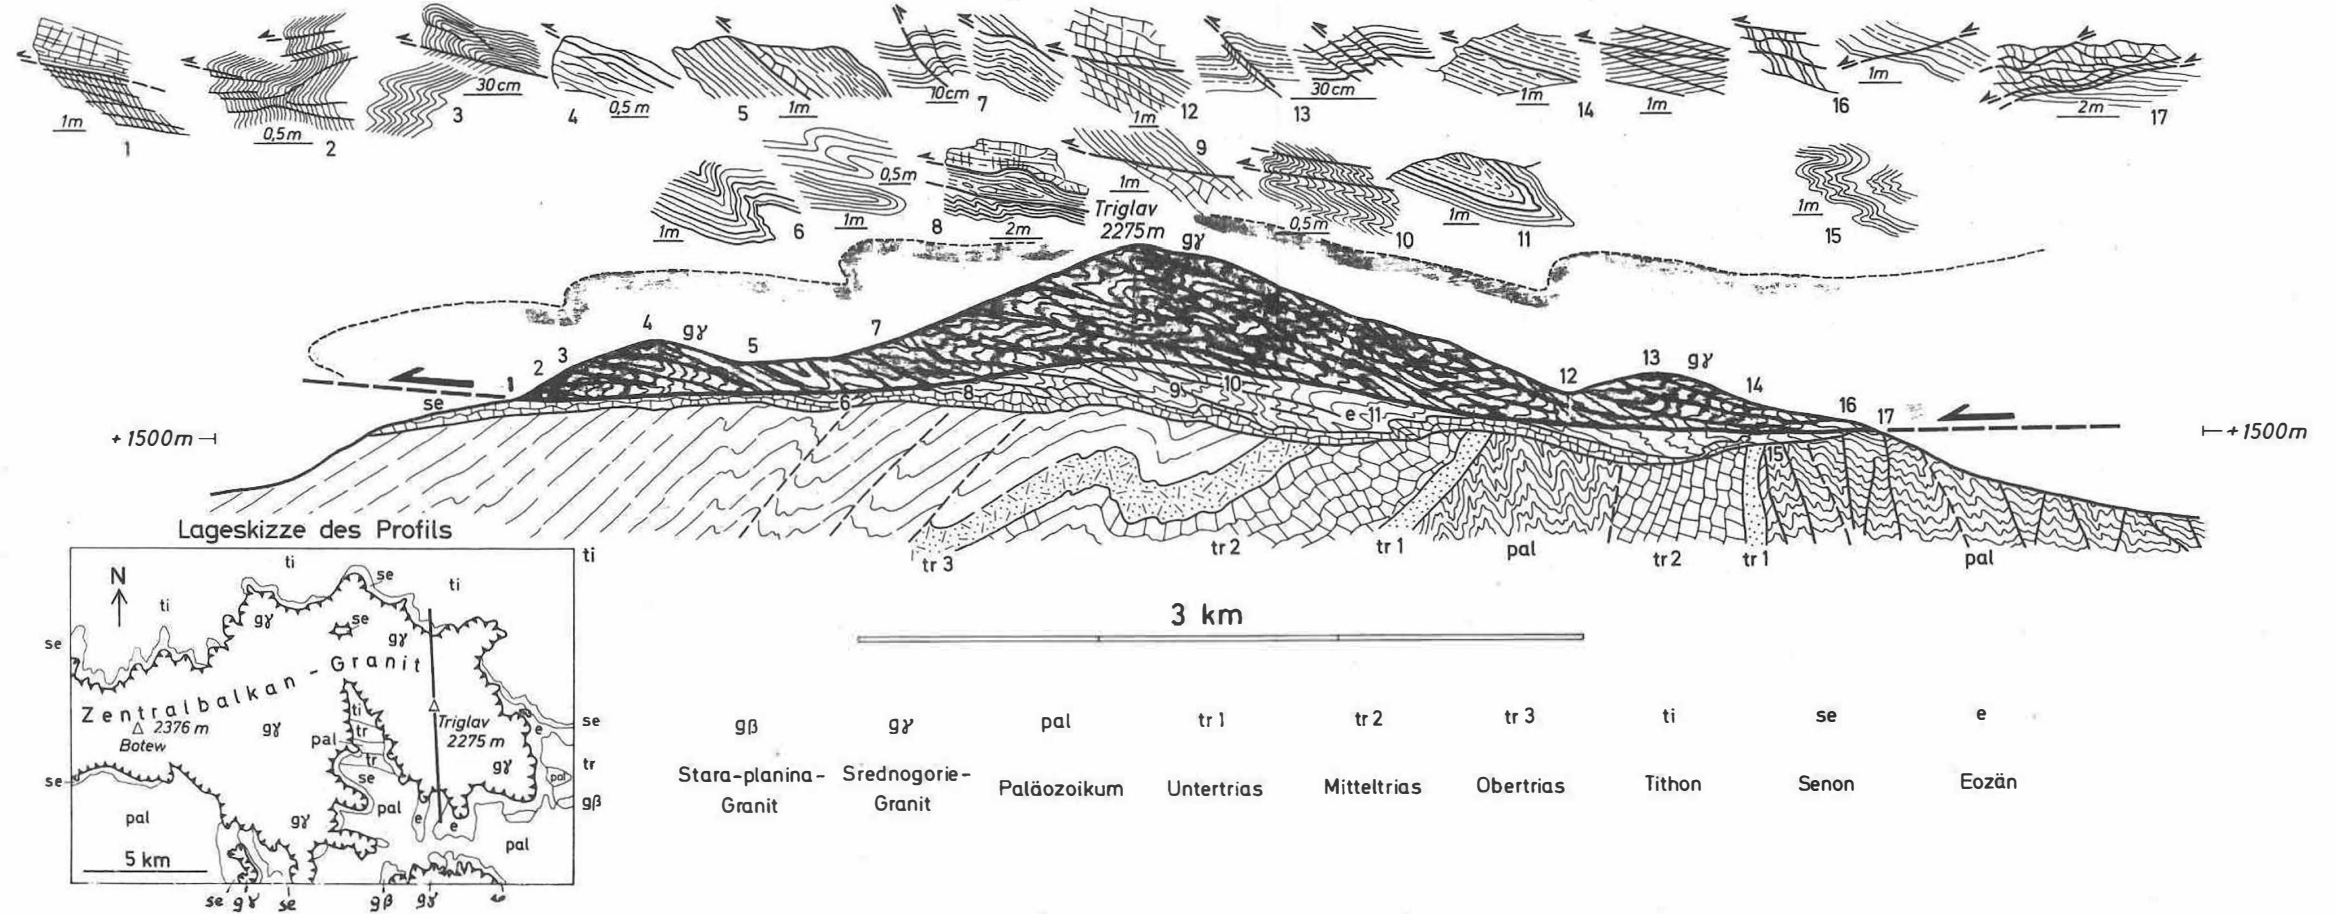 1m
1
0,5m
2
30cm
3
4
0,5m
5
1m
10cm
7
12
1m
13
30cm
1m
14
1m
1m
16
2m
17
1m
6
0,5m
1m
8
2m
1m
9
0,5m
10
1m
11
1m
15
Triglav
2275m
gγ
1
2
3
4
gγ
5
7
12
13
gγ
14
16
17
se
6
8
9
10
e
11
15
+1500m
+1500m
tr 3
tr 2
tr 1
pal
tr 2
tr 1
pal
ti
Lageskizze des Profils
N
ti
ti
se
ti
se
gγ
se
gγ
Zentralbalkan - Granit
2376 m
Botew
gγ
ti
tr
pal
tr
se
pal
Triglav
2275 m
gγ
e
se
tr
pal
gβ
se
pal
gγ
e
e
pal
5 km
se
gγ
se
gβ
gγ
3 km
gβ
gγ
pal
tr 1
tr 2
tr 3
ti
se
e
Stara-planina-
Granit
Srednogorie-
Granit
Paläozoikum
Untertrias
Mitteltrias
Obertrias
Tithon
Senon
Eozän